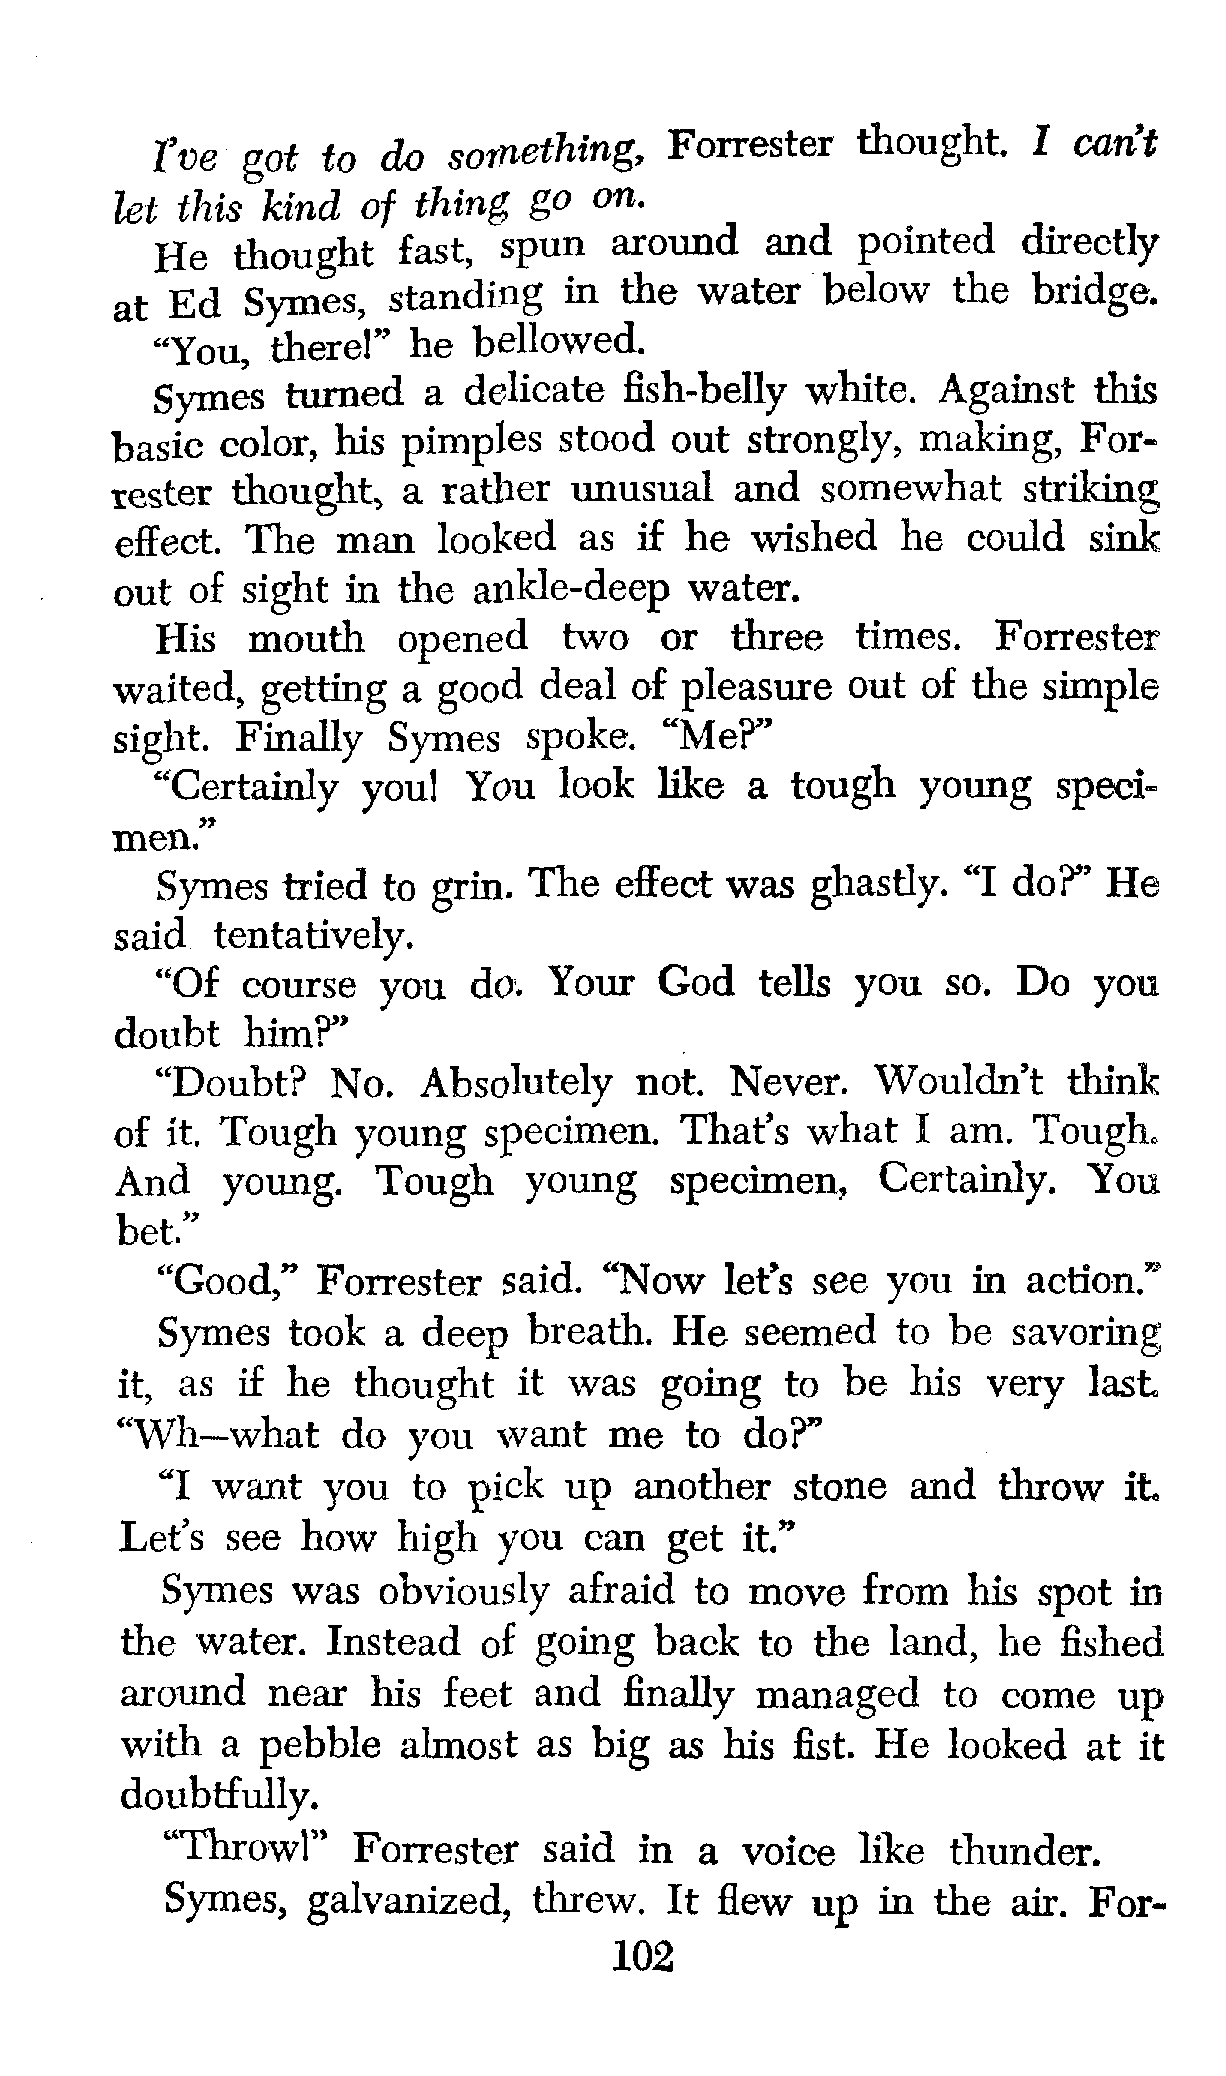 I've got to do something, Forrester thought. I can't
let this kind of thing go on.
He thought fast, spun around and pointed directly
at Ed Symes, standing in the water below the bridge.
“You, there!” he bellowed.
Symes turned a delicate fish-belly white. Against this
basic color, his pimples stood out strongly, making, For-
rester thought, a rather unusual and somewhat striking
effect. The man looked as if he wished he could sink
out of sight in the ankle-deep water.
His mouth opened two or three times. Forrester
waited, getting a good deal of pleasure out of the simple
sight. Finally Symes spoke. “Me?”
“Certainly you! You look like a tough young speci-
men.”
Symes tried to grin. The effect was ghastly. “I do?” He
said tentatively.
“Of course you do. Your God tells you so. Do you
doubt him?”
“Doubt? No. Absolutely not. Never. Wouldn't think
of it. Tough young specimen. That's what I am. Tough.
And young. Tough young specimen, Certainly. You
bet.”
“Good,” Forrester said. “Now let's see you in action.”
Symes took a deep breath. He seemed to be savoring
it, as if he thought it was going to be his very last.
“Wh—what do you want me to do?”
“I want you to pick up another stone and throw it.
Let's see how high you can get it.”
Symes was obviously afraid to move from his spot in
the water. Instead of going back to the land, he fished
around near his feet and finally managed to come up
with a pebble almost as big as his fist. He looked at it
doubtfully.
“Throw!” Forrester said in a voice like thunder.
Symes, galvanized, threw. It flew up in the air. For-
102